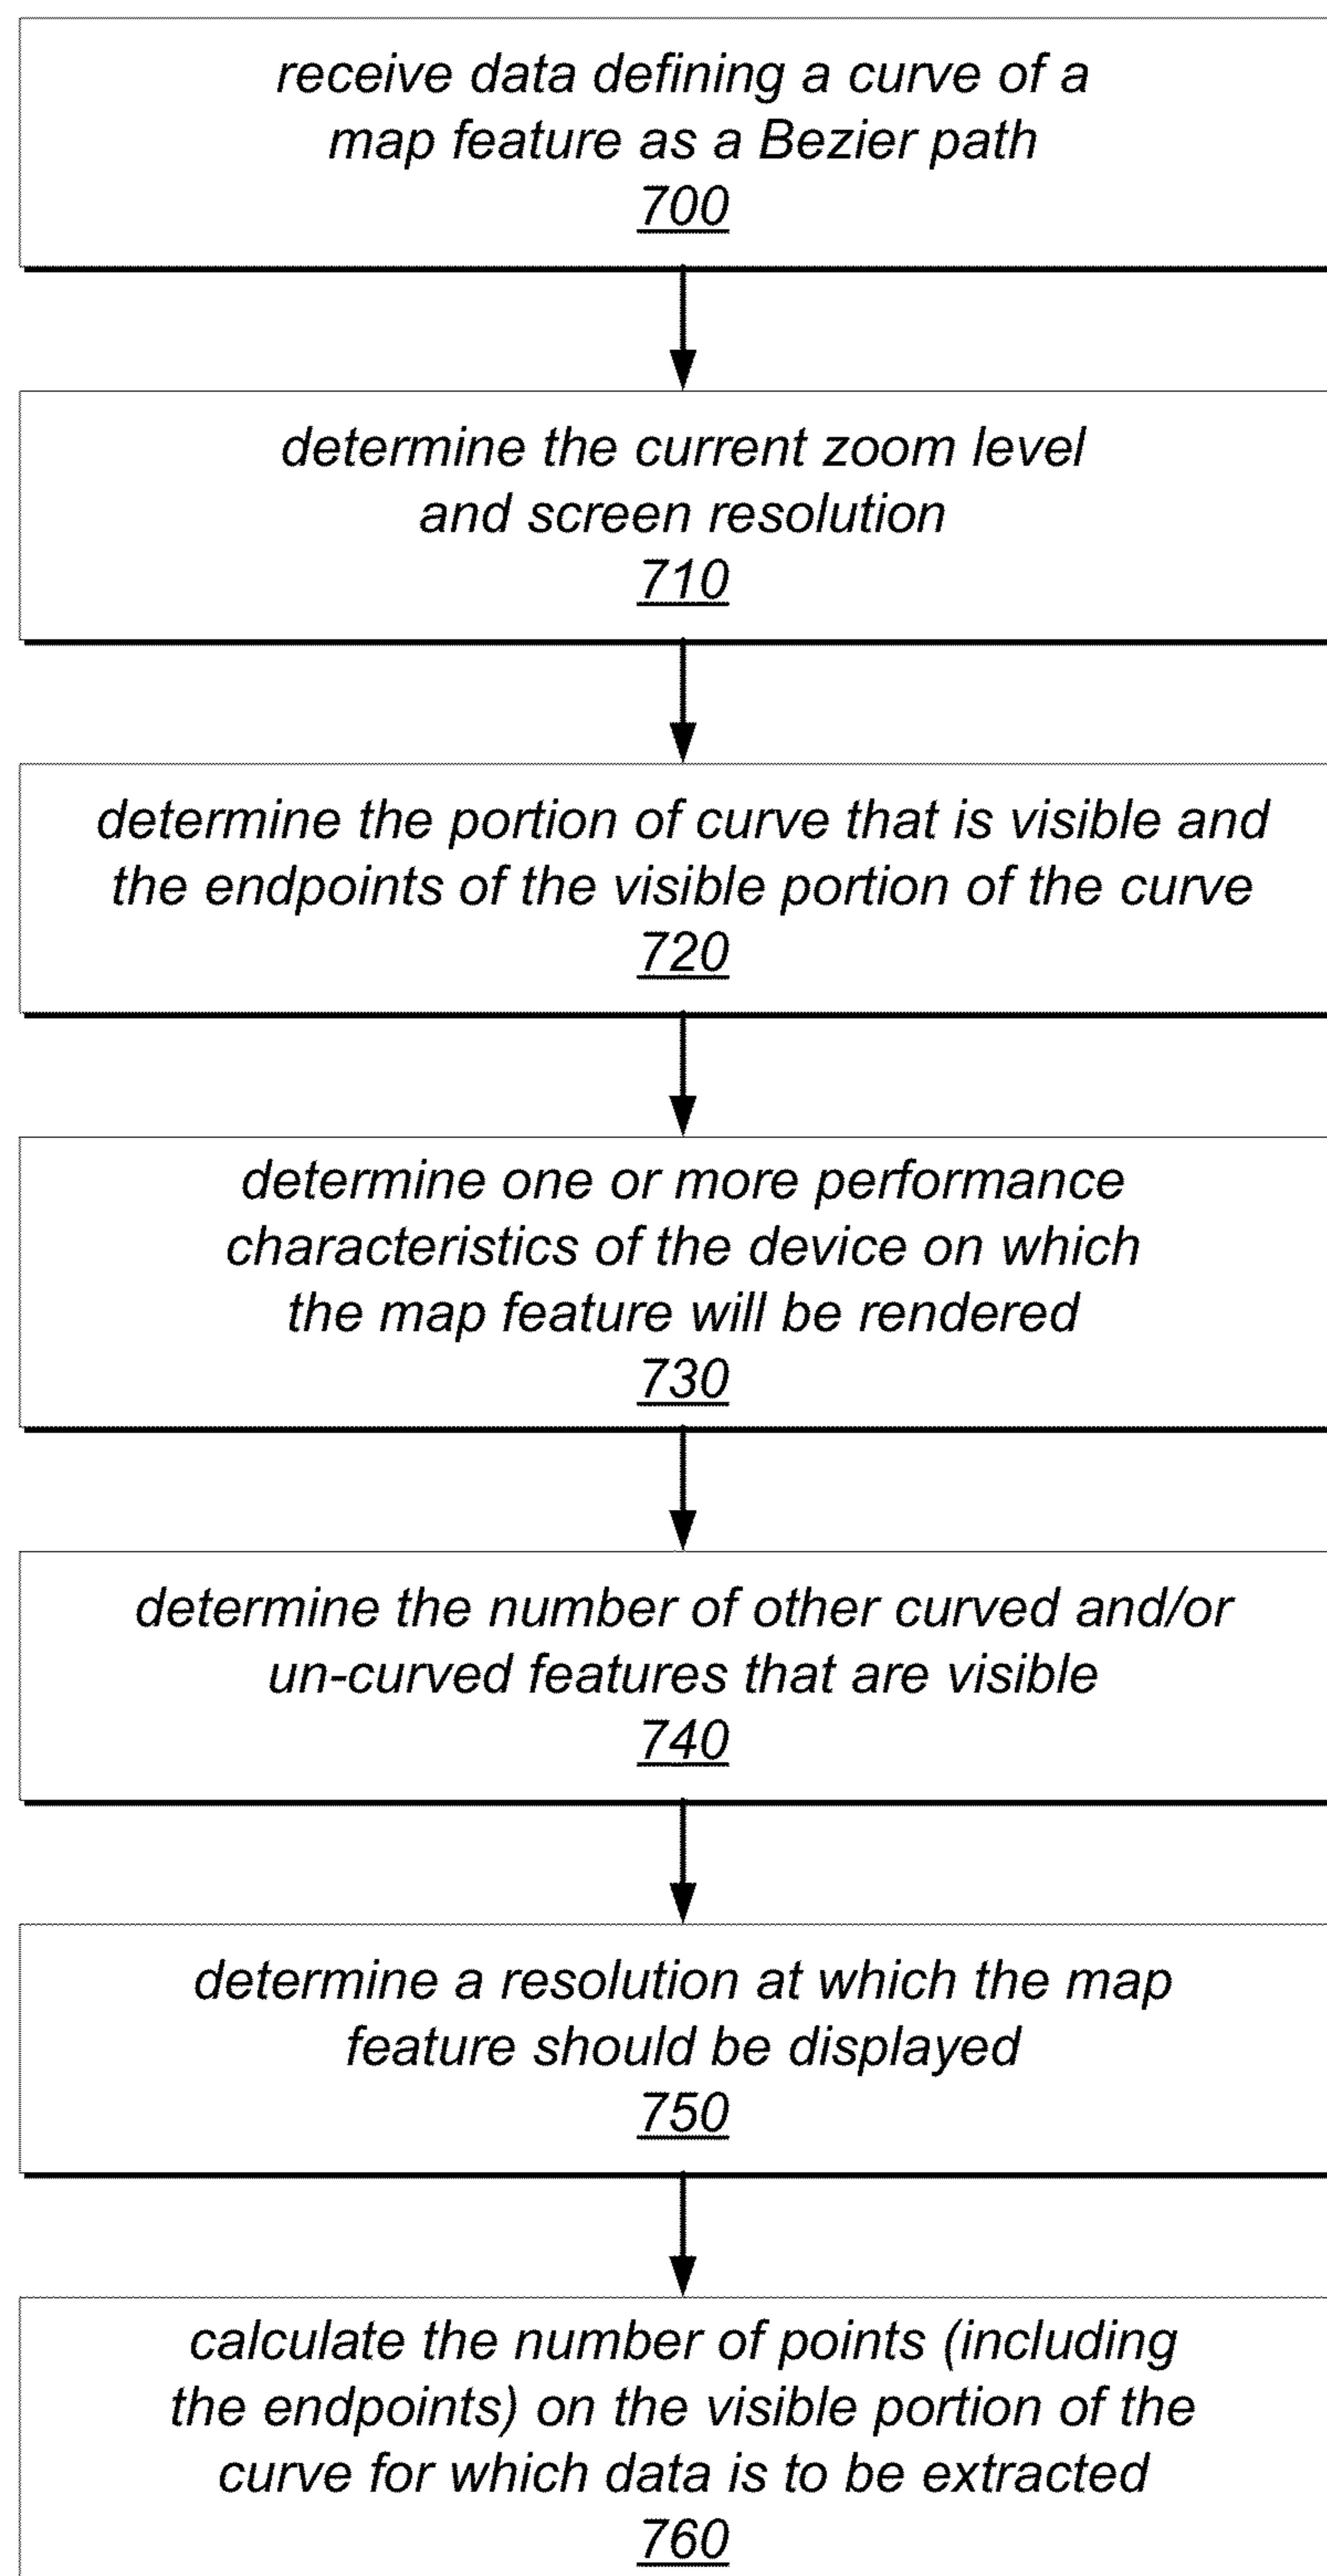 receive data defining a curve of a
map feature as a Bezier path
700
determine the current zoom level
and screen resolution
710
determine the portion of curve that is visible and
the endpoints of the visible portion of the curve
720
determine one or more performance
characteristics of the device on which
the map feature will be rendered
730
determine the number of other curved and/or
un-curved features that are visible
740
determine a resolution at which the map
feature should be displayed
750
calculate the number of points (including
the endpoints) on the visible portion of the
curve for which data is to be extracted
760